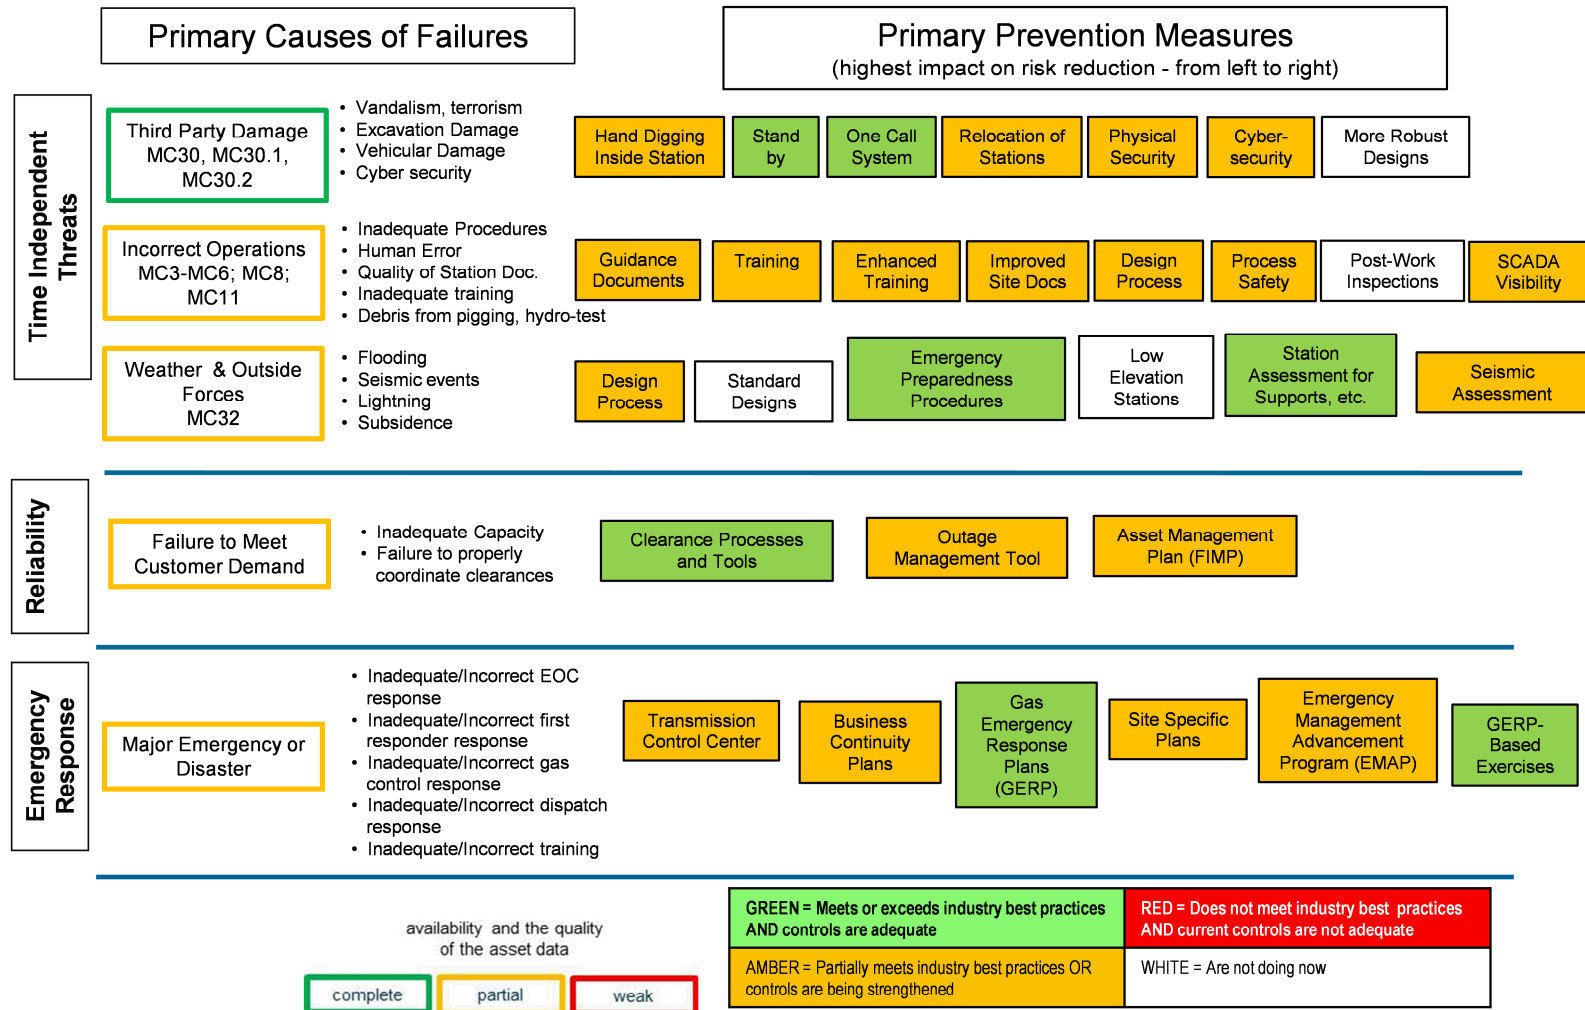 Primary Causes of Failures
Primary Prevention Measures
(highest impact on risk reduction - from left to right)
Time Independent
Threats
Third Party Damage
MC30, MC30.1,
MC30.2
• Vandalism, terrorism
• Excavation Damage
• Vehicular Damage
• Cyber security
Hand Digging
Inside Station
Stand
by
One Call
System
Relocation of
Stations
Physical
Security
Cyber-
security
More Robust
Designs
Incorrect Operations
MC3-MC6; MC8;
MC11
• Inadequate Procedures
• Human Error
• Quality of Station Doc.
• Inadequate training
• Debris from pigging, hydro-test
Guidance
Documents
Training
Enhanced
Training
Improved
Site Docs
Design
Process
Process
Safety
Post-Work
Inspections
SCADA
Visibility
Weather & Outside
Forces
MC32
• Flooding
• Seismic events
• Lightning
• Subsidence
Design
Process
Standard
Designs
Emergency
Preparedness
Procedures
Low
Elevation
Stations
Station
Assessment for
Supports, etc.
Seismic
Assessment
Reliability
Failure to Meet
Customer Demand
• Inadequate Capacity
• Failure to properly
coordinate clearances
Clearance Processes
and Tools
Outage
Management Tool
Asset Management
Plan (FIMP)
Emergency
Response
Major Emergency or
Disaster
• Inadequate/Incorrect EOC
response
• Inadequate/Incorrect first
responder response
• Inadequate/Incorrect gas
control response
• Inadequate/Incorrect dispatch
response
• Inadequate/Incorrect training
Transmission
Control Center
Business
Continuity
Plans
Gas
Emergency
Response
Plans
(GERP)
Site Specific
Plans
Emergency
Management
Advancement
Program (EMAP)
GERP-
Based
Exercises
availability and the quality
of the asset data
complete
partial
weak
GREEN = Meets or exceeds industry best practices
AND controls are adequate
RED = Does not meet industry best practices
AND current controls are not adequate
AMBER = Partially meets industry best practices OR
controls are being strengthened
WHITE = Are not doing now